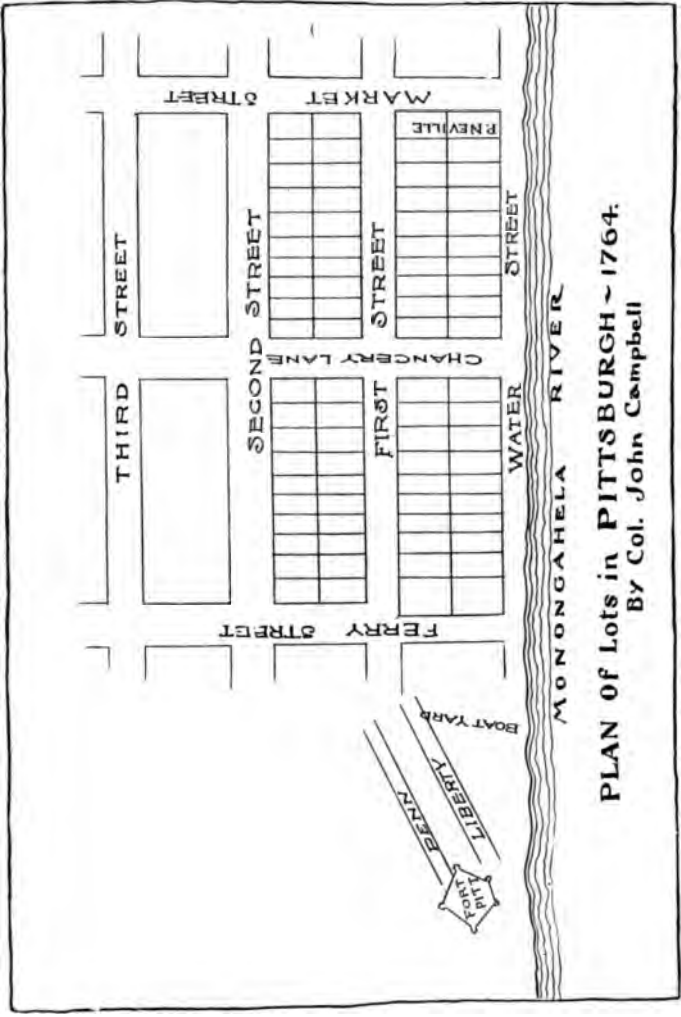 MARKET STREET
P. NEVILLE
THIRD STREET
SECOND STREET
FIRST STREET
WATER STREET
CHANCERY LANE
FERRY STREET
BOAT YARD
PENN
LIBERTY
FORT
PITT
MONONGAHELA RIVER
PLAN Of Lots in PITTSBURGH ~ 1764.
By Col. John Campbell